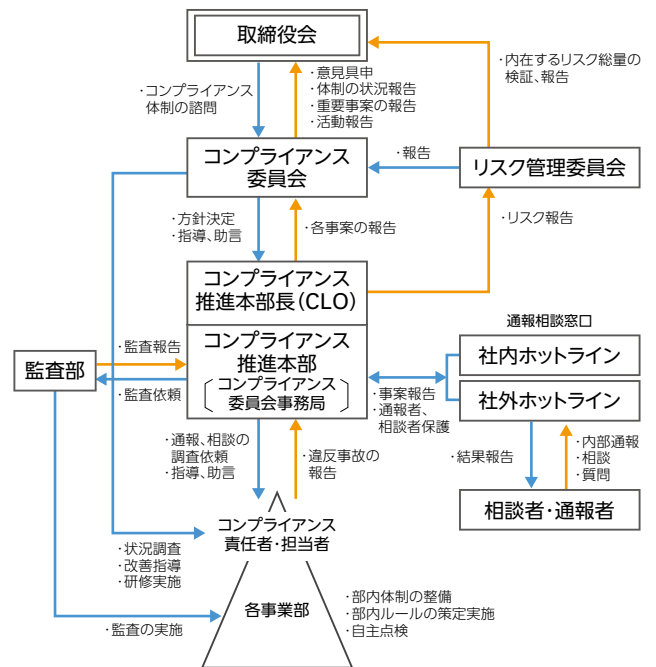 取締役会
・コンプライアンス
体制の諮問
・意見具申
・体制の状況報告
・重要事案の報告
・活動報告
・内在するリスク総量の
検証、報告
コンプライアンス
委員会
・報告
リスク管理委員会
・方針決定
・指導、助言
・各事案の報告
・リスク報告
コンプライアンス
推進本部長(CLO)
コンプライアンス
推進本部
コンプライアンス
委員会事務局
監査部
・監査報告
・監査依頼
通報相談窓口
社内ホットライン
社外ホットライン
・事案報告
・通報者、
相談者保護
・結果報告
・内部通報
・相談
・質問
相談者・通報者
・通報、相談の
調査依頼
・指導、助言
・違反事故の
報告
コンプライアンス
責任者・担当者
・状況調査
・改善指導
・研修実施
各事業部
・監査の実施
・部内体制の整備
・部内ルールの策定実施
・自主点検